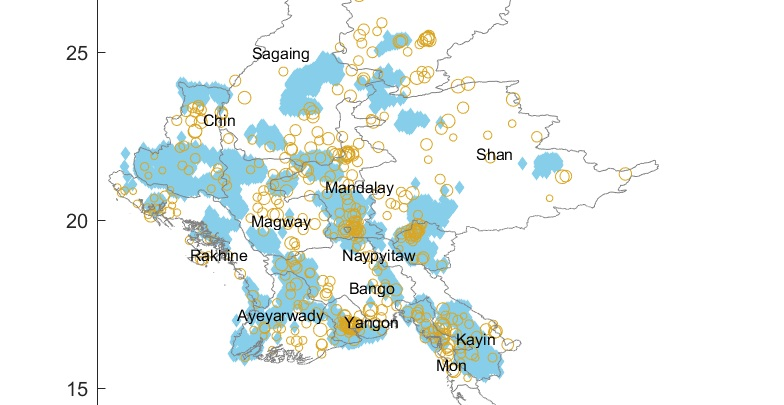 25
Sagaing
Chin
Shan
Mandalay
20
Magway
Rakhine
Naypyitaw
Bango
Ayeyarwady
Yangon
Kayin
Mon
15